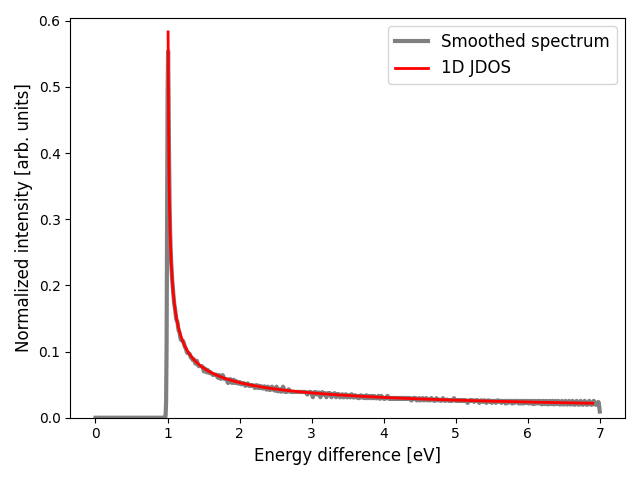 Smoothed spectrum
1D JDOS
Normalized intensity [arb. units]
0.6
0.5
0.4
0.3
0.2
0.1
0.0
0 1 2 3 4 5 6 7
Energy difference [eV]